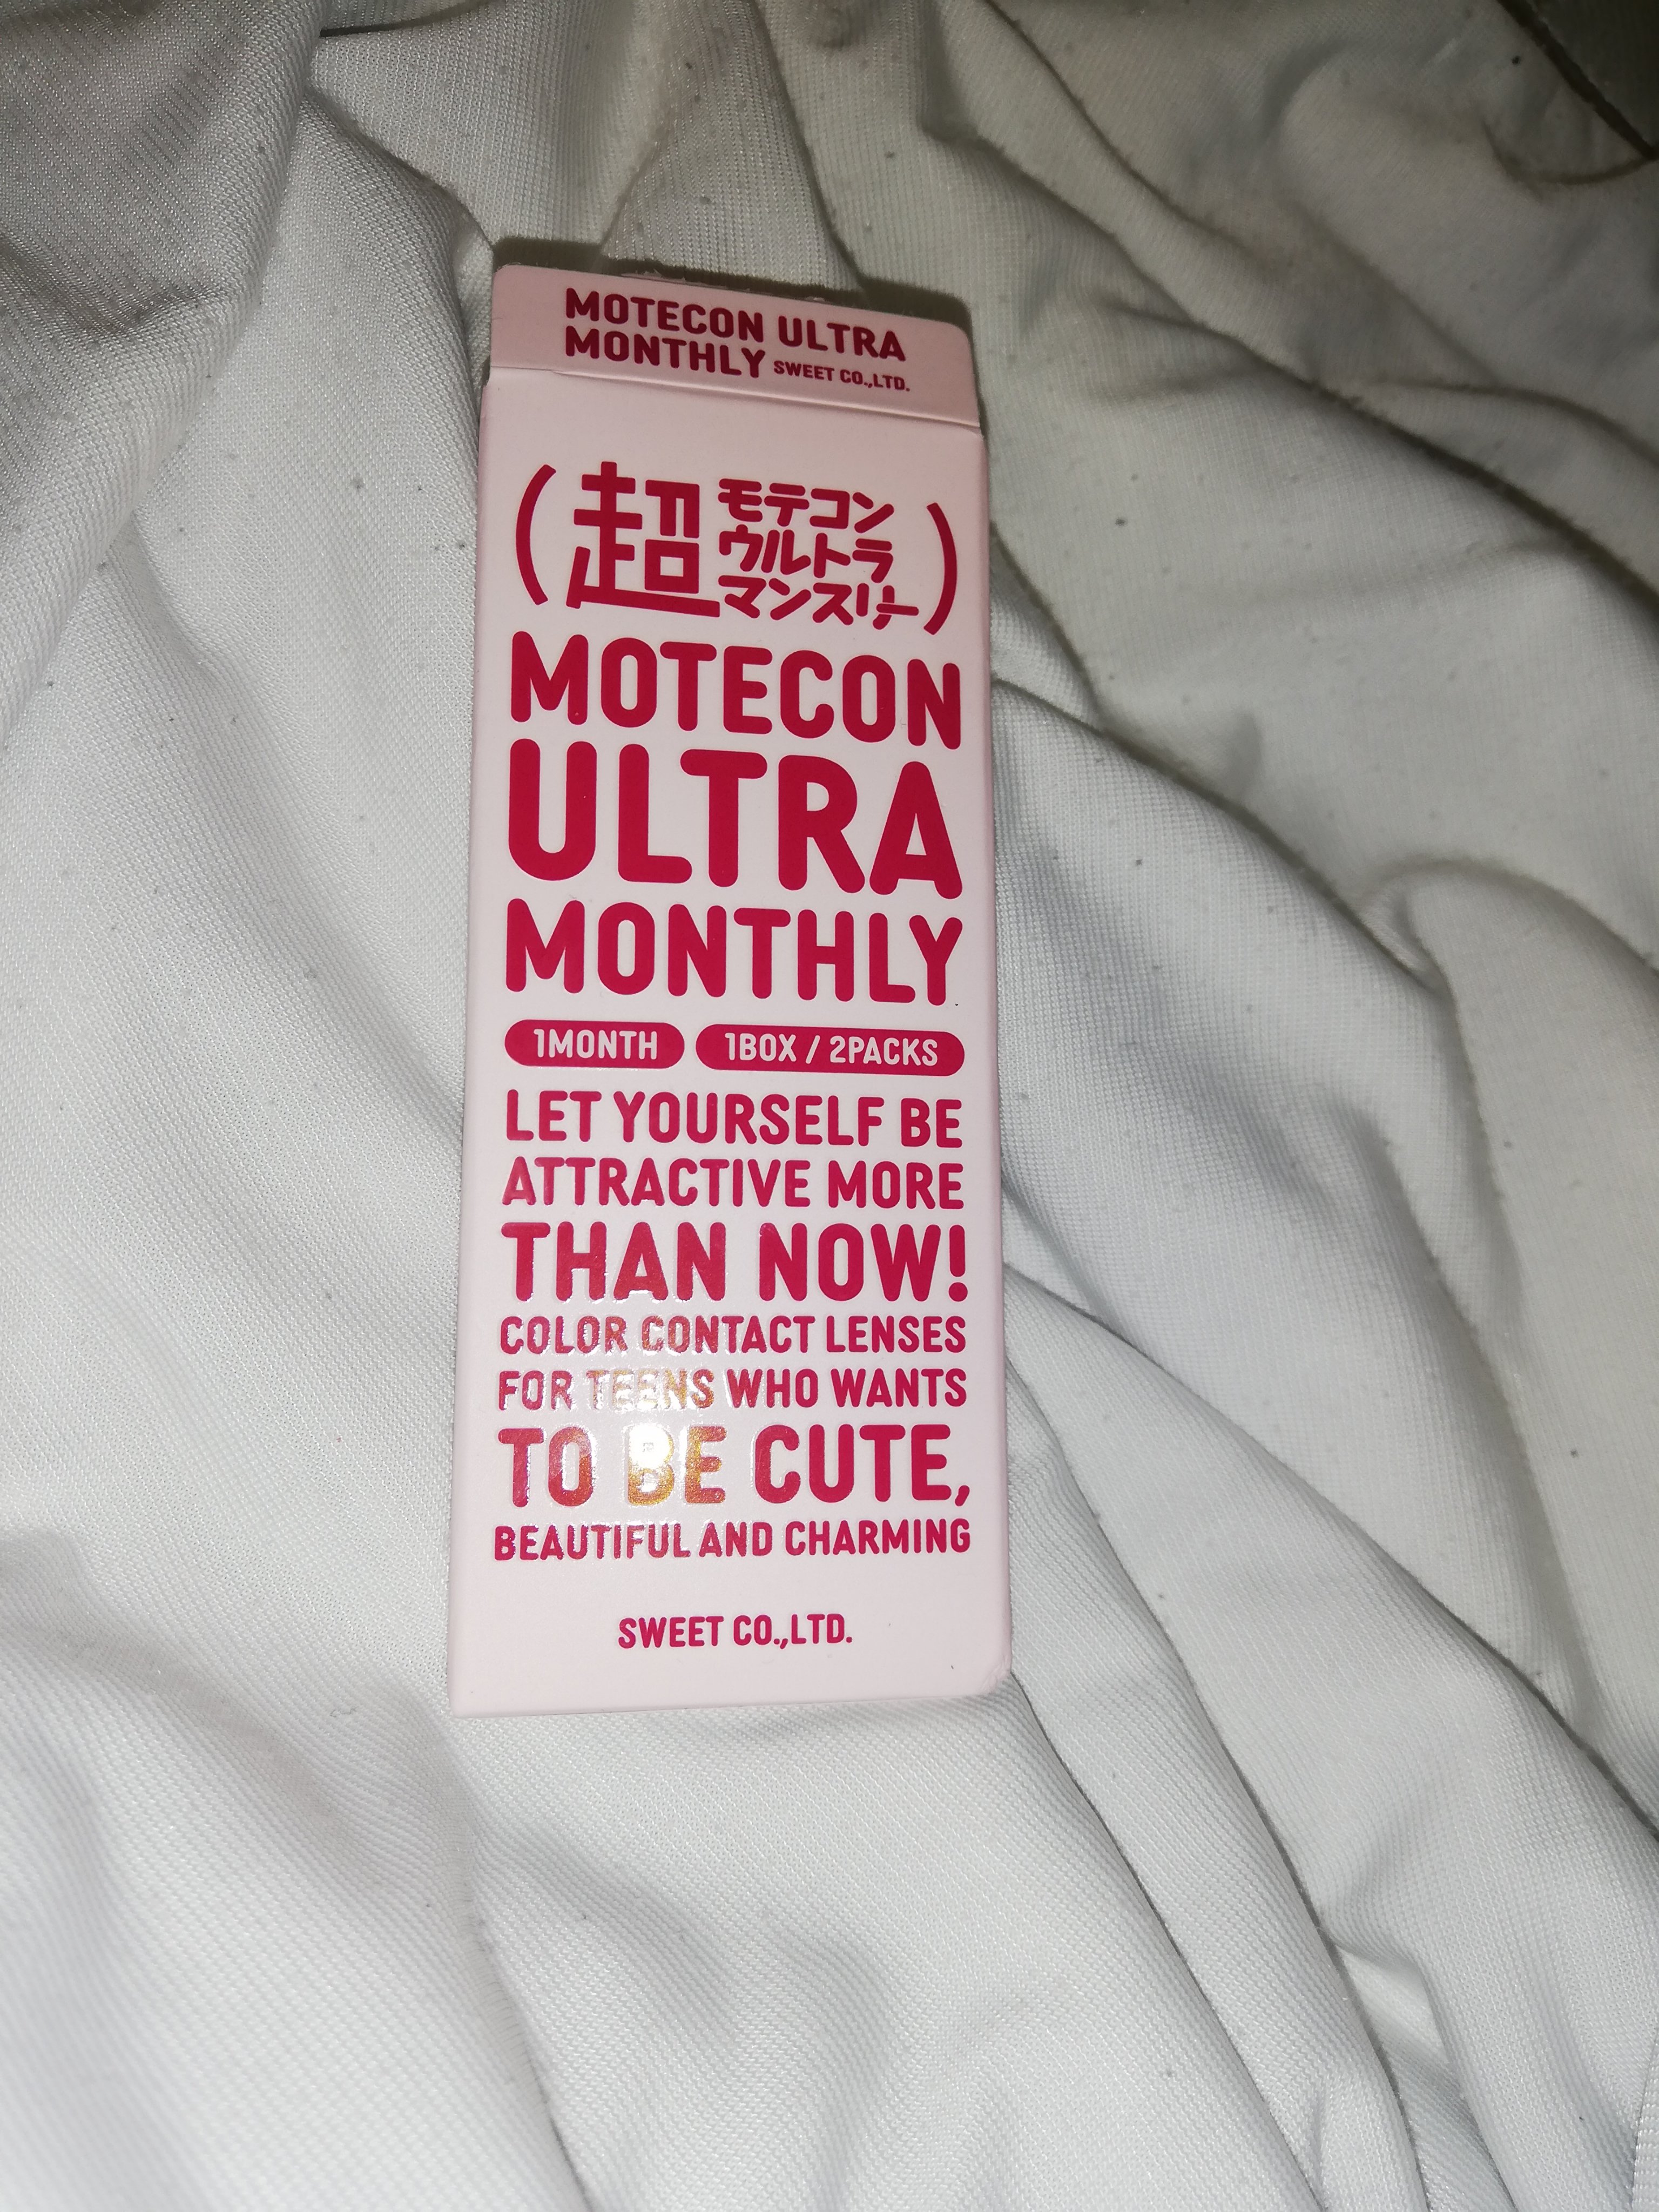 MOTECON ULTRA
MONTHLY SWEET CO.,LTD.
(超 モテコン
ウルトラ
マンスリー)
MOTECON
ULTRA
MONTHLY
1MONTH 1BOX / 2PACKS
LET YOURSELF BE
ATTRACTIVE MORE
THAN NOW!
COLOR CONTACT LENSES
FOR TEENS WHO WANTS
TO BE CUTE,
BEAUTIFUL AND CHARMING
SWEET CO.,LTD.